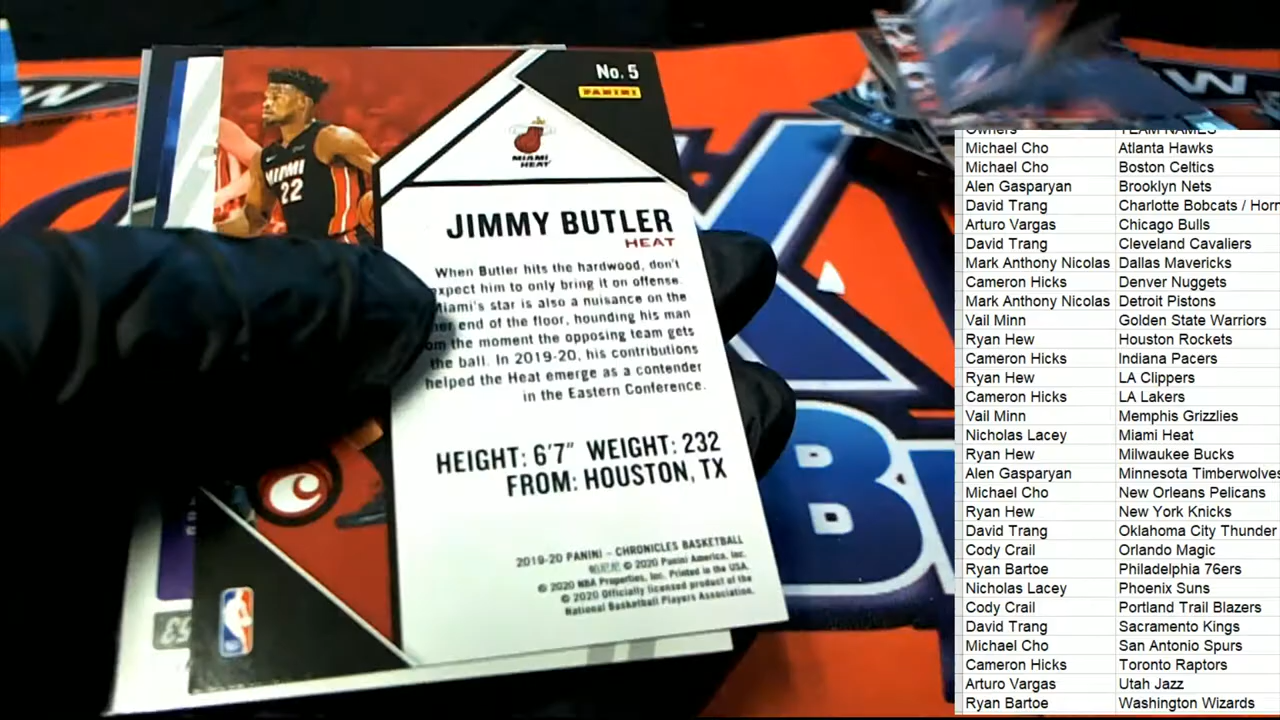 No. 5
PANINI
MIAMI
HEAT
MIAMI
22
JIMMY BUTLER
HEAT
When Butler hits the hardwood, don't
expect him to only bring it on offense.
Miami's star is also a nuisance on the
end of the floor, hounding his man
the moment the opposing team gets
the ball. In 2019-20, his contributions
helped the Heat emerge as a contender
in the Eastern Conference.
HEIGHT: 6'7" WEIGHT: 232
FROM: HOUSTON, TX
2019-20 PANINI – CHRONICLES BASKETBALL
© 2020 Panini America, Inc.
© 2020 NBA Properties, Inc. Printed in the USA.
© 2020 Officially licensed product of the
National Basketball Players Association.
Owners TEAM NAMES
Michael Cho Atlanta Hawks
Michael Cho Boston Celtics
Alen Gasparyan Brooklyn Nets
David Trang Charlotte Bobcats / Horn
Arturo Vargas Chicago Bulls
David Trang Cleveland Cavaliers
Mark Anthony Nicolas Dallas Mavericks
Cameron Hicks Denver Nuggets
Mark Anthony Nicolas Detroit Pistons
Vail Minn Golden State Warriors
Ryan Hew Houston Rockets
Cameron Hicks Indiana Pacers
Ryan Hew LA Clippers
Cameron Hicks LA Lakers
Vail Minn Memphis Grizzlies
Nicholas Lacey Miami Heat
Ryan Hew Milwaukee Bucks
Alen Gasparyan Minnesota Timberwolves
Michael Cho New Orleans Pelicans
Ryan Hew New York Knicks
David Trang Oklahoma City Thunder
Cody Crail Orlando Magic
Ryan Bartoe Philadelphia 76ers
Nicholas Lacey Phoenix Suns
Cody Crail Portland Trail Blazers
David Trang Sacramento Kings
Michael Cho San Antonio Spurs
Cameron Hicks Toronto Raptors
Arturo Vargas Utah Jazz
Ryan Bartoe Washington Wizards